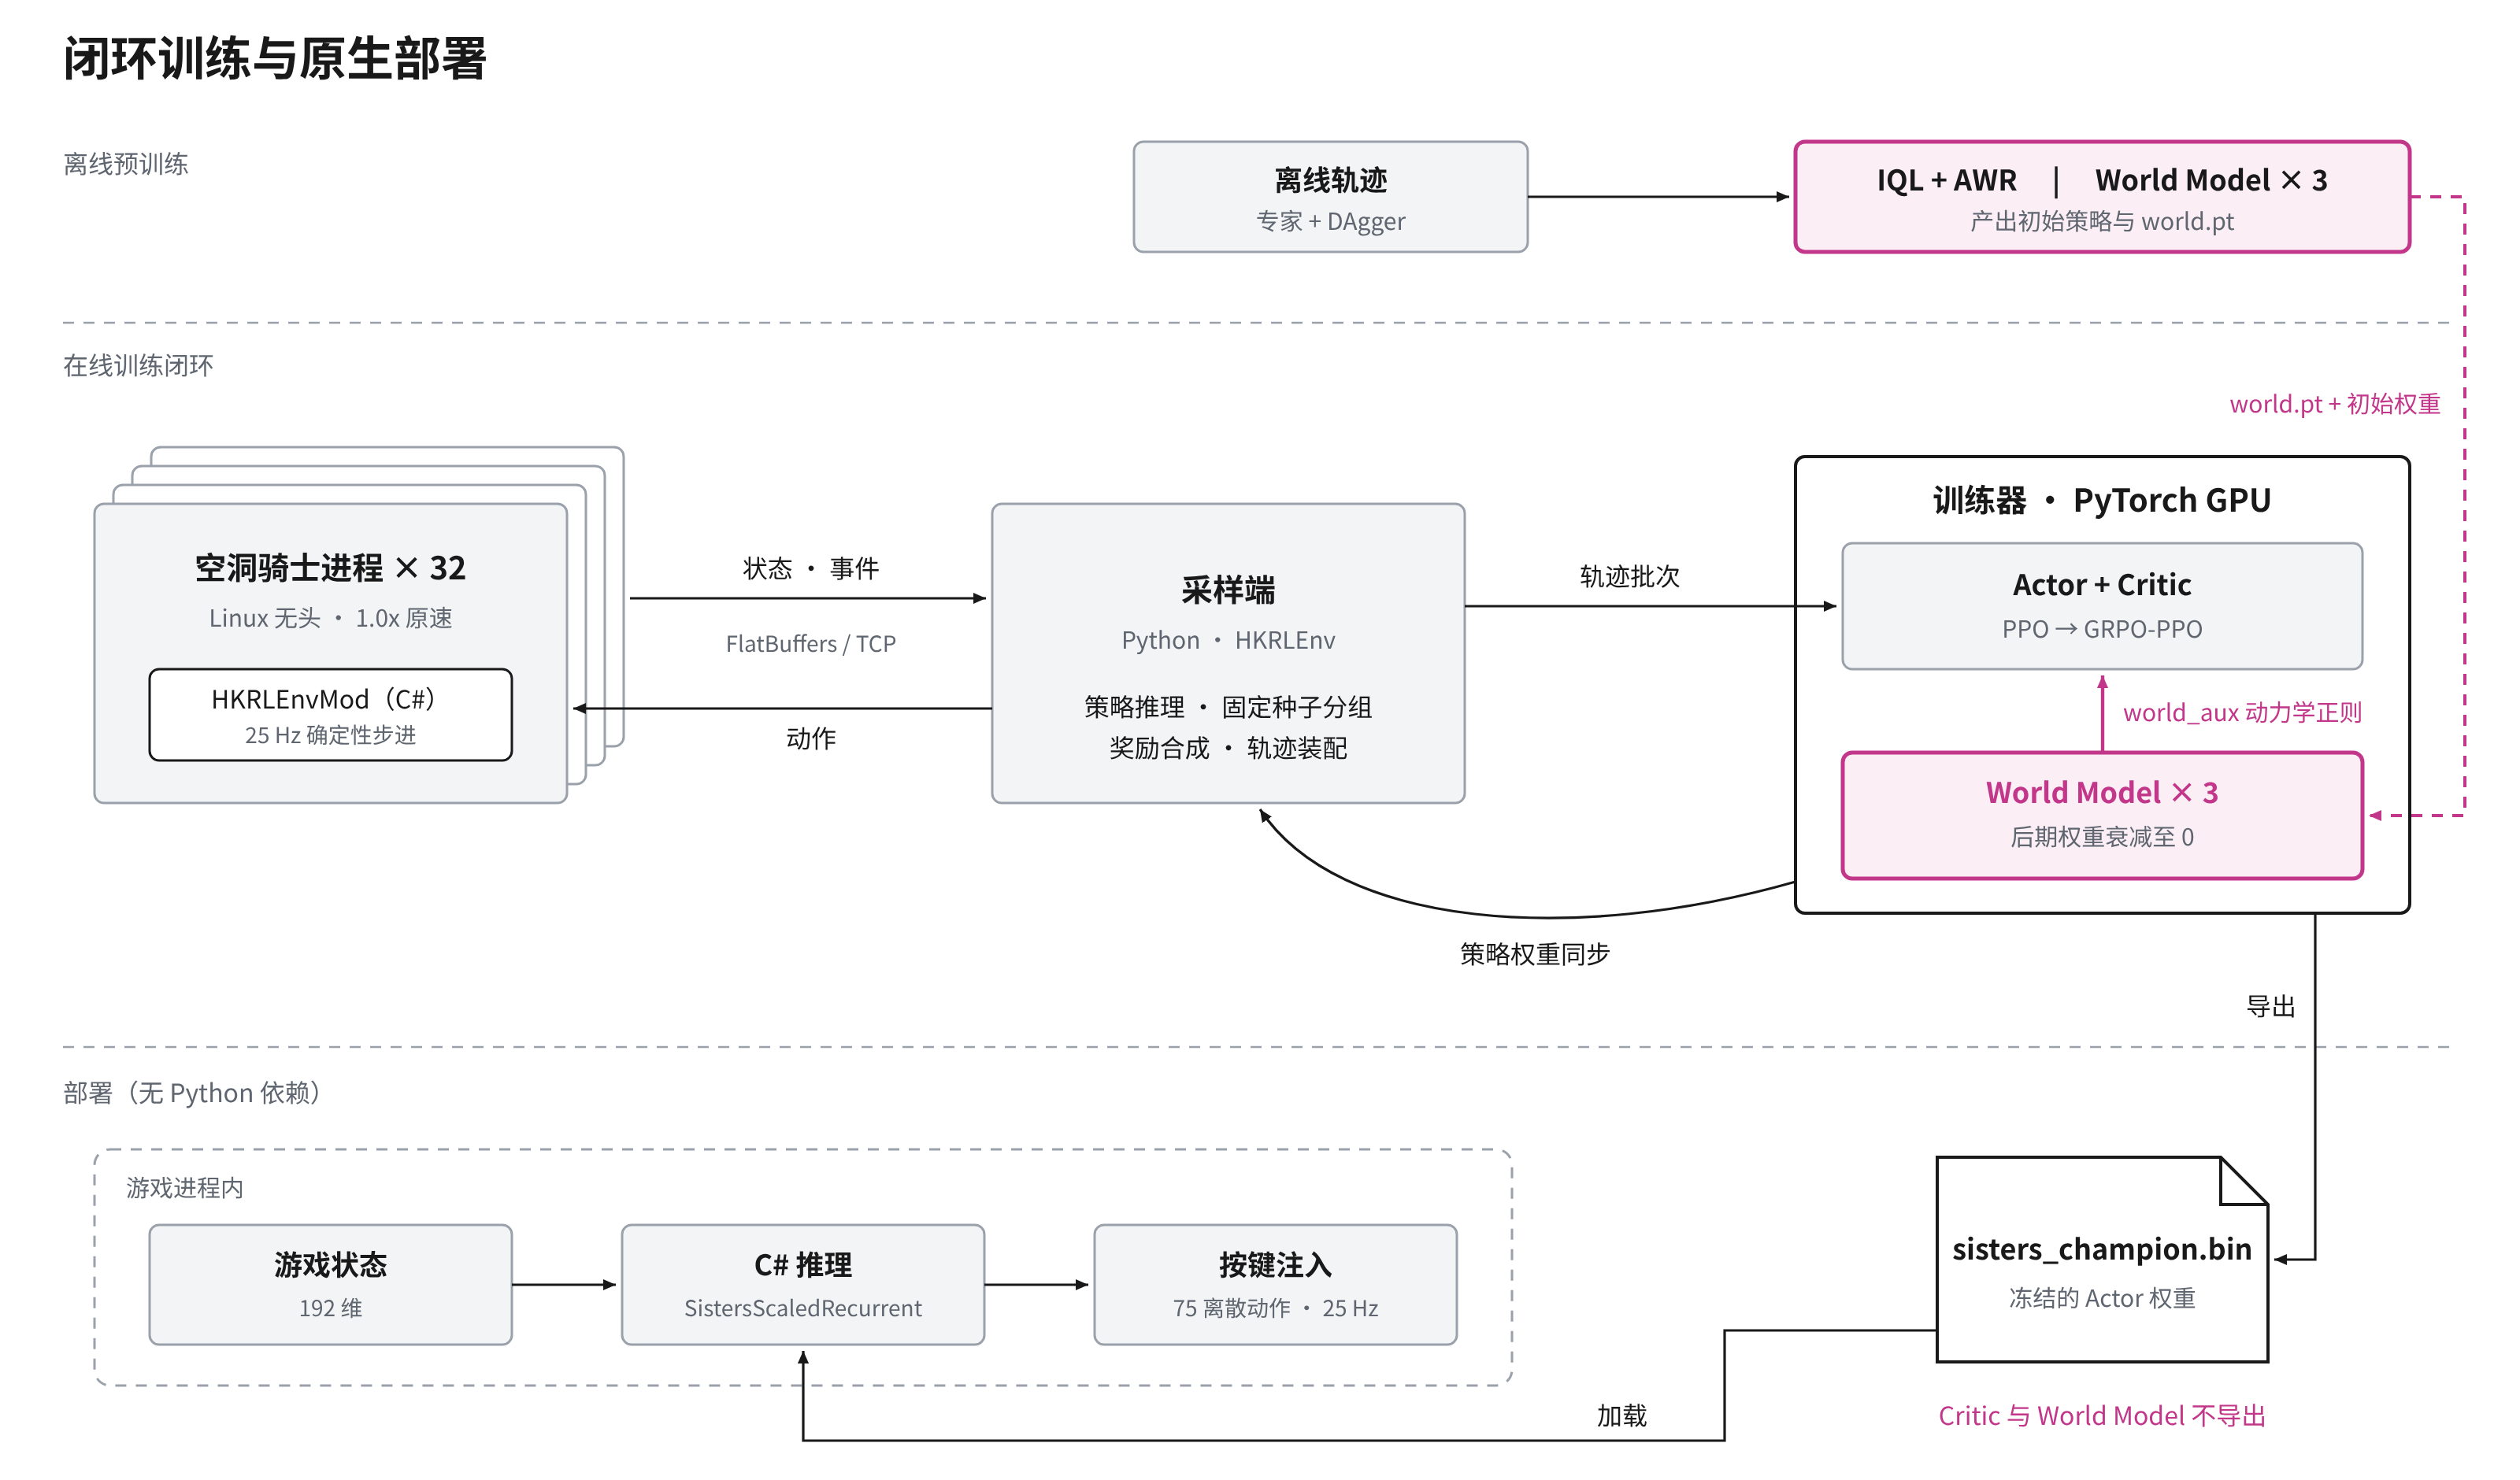 闭环训练与原生部署
离线预训练
离线轨迹
专家 + DAgger
IQL + AWR | World Model × 3
产出初始策略与 world.pt
在线训练闭环
world.pt + 初始权重
空洞骑士进程 × 32
Linux 无头 · 1.0x 原速
HKRLEnvMod（C#）
25 Hz 确定性步进
状态 · 事件
FlatBuffers / TCP
动作
采样端
Python · HKRLEnv
策略推理 · 固定种子分组
奖励合成 · 轨迹装配
轨迹批次
训练器 · PyTorch GPU
Actor + Critic
PPO → GRPO-PPO
world_aux 动力学正则
World Model × 3
后期权重衰减至 0
策略权重同步
导出
部署（无 Python 依赖）
游戏进程内
游戏状态
192 维
C# 推理
SistersScaledRecurrent
按键注入
75 离散动作 · 25 Hz
sisters_champion.bin
冻结的 Actor 权重
加载
Critic 与 World Model 不导出